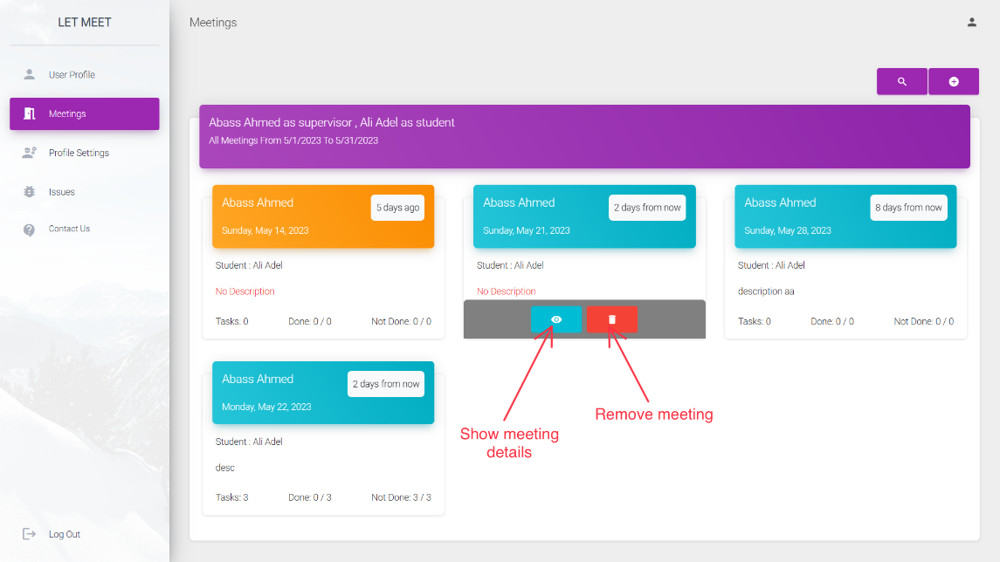 LET MEET
User Profile
Meetings
Profile Settings
Issues
Contact Us
Log Out
Meetings
Abass Ahmed as supervisor , Ali Adel as student
All Meetings From 5/1/2023 To 5/31/2023
Abass Ahmed
5 days ago
Sunday, May 14, 2023
Student : Ali Adel
No Description
Tasks: 0 Done: 0 / 0 Not Done: 0 / 0
Abass Ahmed
2 days from now
Sunday, May 21, 2023
Student : Ali Adel
No Description
Abass Ahmed
8 days from now
Sunday, May 28, 2023
Student : Ali Adel
description aa
Tasks: 0 Done: 0 / 0 Not Done: 0 / 0
Abass Ahmed
2 days from now
Monday, May 22, 2023
Student : Ali Adel
desc
Tasks: 3 Done: 0 / 3 Not Done: 3 / 3
Show meeting
details
Remove meeting